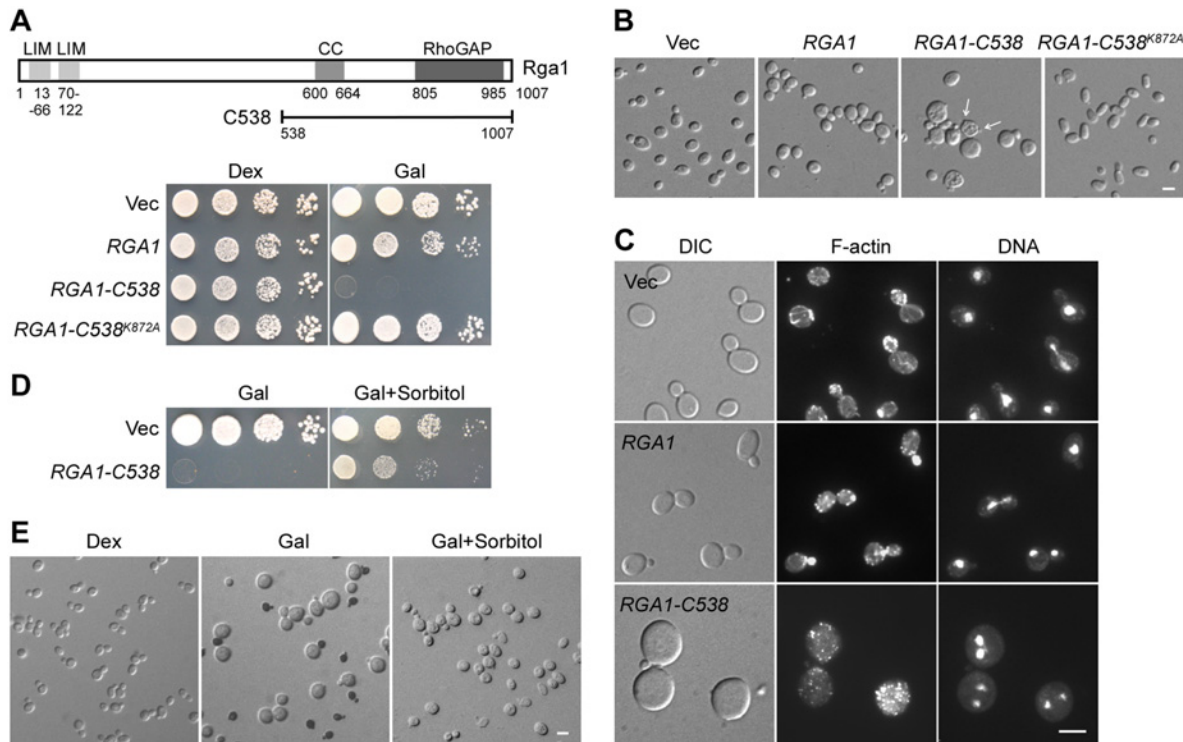 A
LIM LIM CC RhoGAP
Rga1
1 13 70- 600 664 805 985 1007
-66 122
C538
538 1007
Dex Gal
Vec
RGA1
RGA1-C538
RGA1-C538K872A
D
Gal Gal+Sorbitol
Vec
RGA1-C538
E
Dex Gal Gal+Sorbitol
B
Vec RGA1 RGA1-C538 RGA1-C538K872A
C
DIC F-actin DNA
Vec
RGA1
RGA1-C538